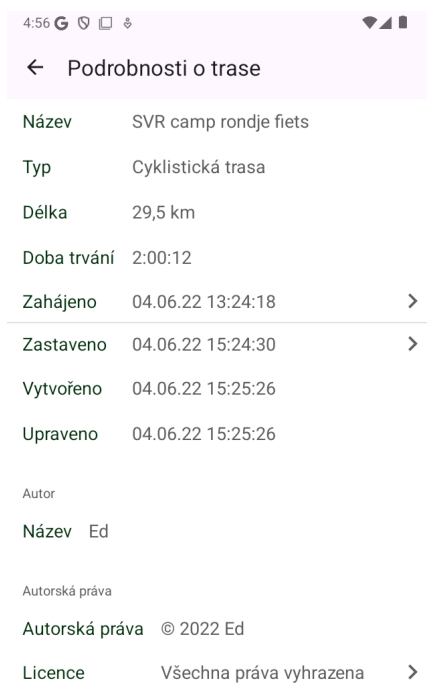 4:56
Podrobnosti o trase
Název SVR camp rondje fiets
Typ Cyklistická trasa
Délka 29,5 km
Doba trvání 2:00:12
Zahájeno 04.06.22 13:24:18
Zastaveno 04.06.22 15:24:30
Vytvořeno 04.06.22 15:25:26
Upraveno 04.06.22 15:25:26
Autor
Název Ed
Autorská práva
Autorská práva © 2022 Ed
Licence Všechna práva vyhrazena